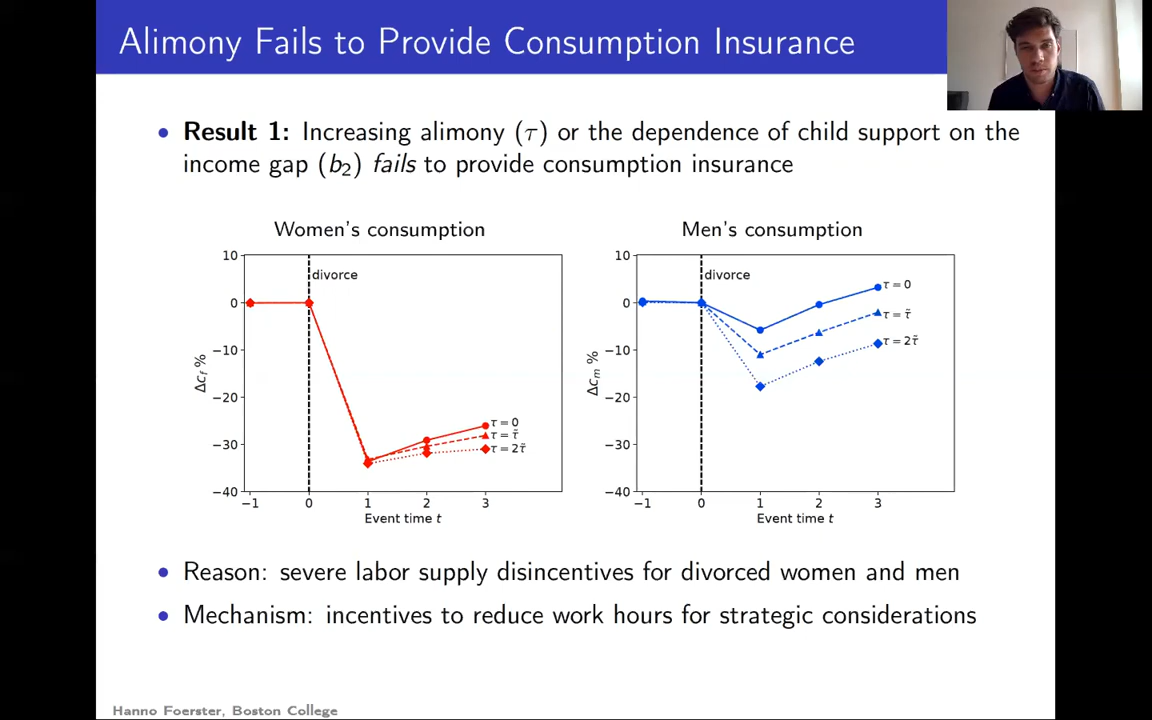 Alimony Fails to Provide Consumption Insurance
• Result 1: Increasing alimony (τ) or the dependence of child support on the
income gap (b₂) fails to provide consumption insurance
Women's consumption
10
0
−10
−20
−30
−40
Δc_f %
divorce
τ = 0
τ = τ̃
τ = 2τ̃
−1 0 1 2 3
Event time t
Men's consumption
10
0
−10
−20
−30
−40
Δc_m %
divorce
τ = 0
τ = τ̃
τ = 2τ̃
−1 0 1 2 3
Event time t
• Reason: severe labor supply disincentives for divorced women and men
• Mechanism: incentives to reduce work hours for strategic considerations
Hanno Foerster, Boston College